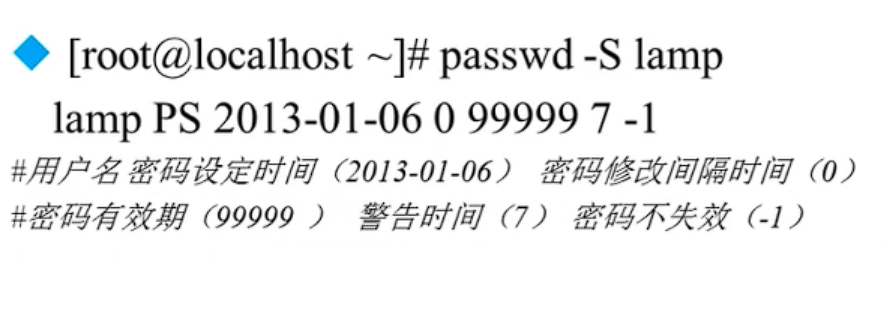 [root@localhost ~]# passwd -S lamp
lamp PS 2013-01-06 0 99999 7 -1
#用户名 密码设定时间（2013-01-06） 密码修改间隔时间（0）
#密码有效期（99999 ） 警告时间（7） 密码不失效（-1）